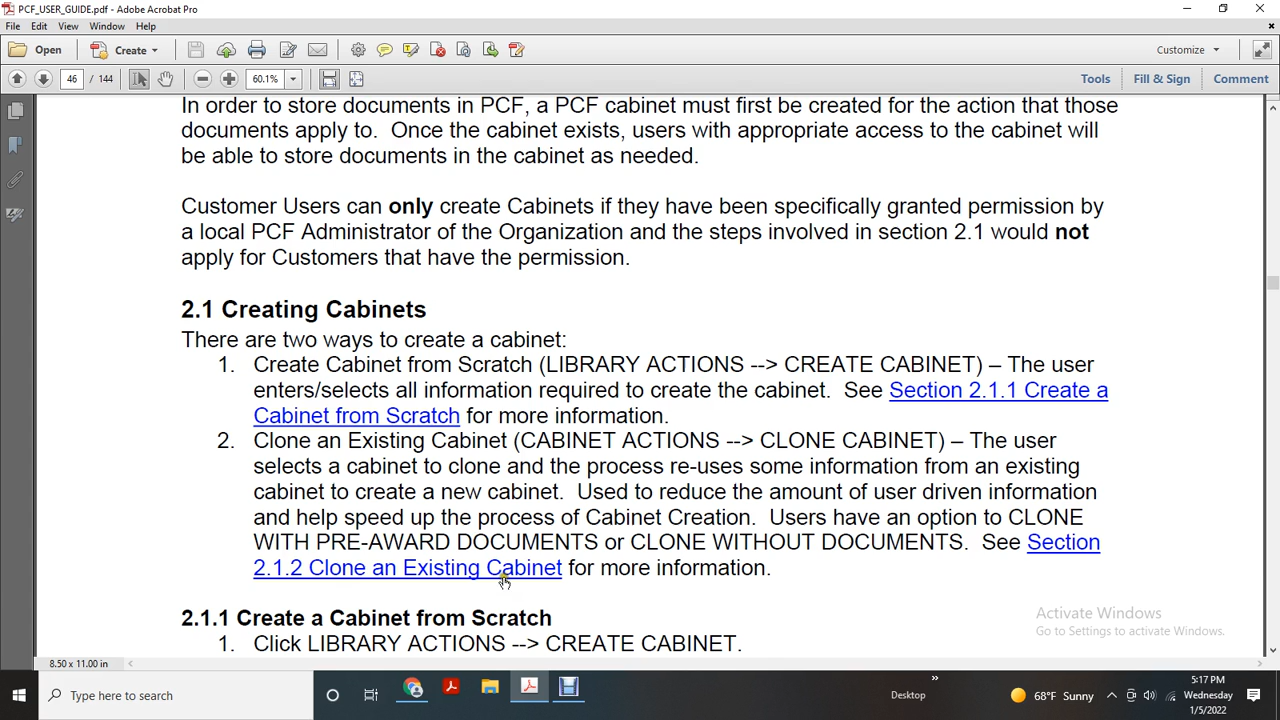 PCF_USER_GUIDE.pdf - Adobe Acrobat Pro
File Edit View Window Help
Open Create Customize
46 / 144 60.1% Tools Fill & Sign Comment
In order to store documents in PCF, a PCF cabinet must first be created for the action that those
documents apply to.  Once the cabinet exists, users with appropriate access to the cabinet will
be able to store documents in the cabinet as needed.
Customer Users can only create Cabinets if they have been specifically granted permission by
a local PCF Administrator of the Organization and the steps involved in section 2.1 would not
apply for Customers that have the permission.
2.1 Creating Cabinets
There are two ways to create a cabinet:
1. Create Cabinet from Scratch (LIBRARY ACTIONS --> CREATE CABINET) – The user
enters/selects all information required to create the cabinet.  See Section 2.1.1 Create a
Cabinet from Scratch for more information.
2. Clone an Existing Cabinet (CABINET ACTIONS --> CLONE CABINET) – The user
selects a cabinet to clone and the process re-uses some information from an existing
cabinet to create a new cabinet.  Used to reduce the amount of user driven information
and help speed up the process of Cabinet Creation.  Users have an option to CLONE
WITH PRE-AWARD DOCUMENTS or CLONE WITHOUT DOCUMENTS.  See Section
2.1.2 Clone an Existing Cabinet for more information.
2.1.1 Create a Cabinet from Scratch
1. Click LIBRARY ACTIONS --> CREATE CABINET.
Activate Windows
Go to Settings to activate Windows.
8.50 x 11.00 in
Type here to search
Desktop
68°F Sunny
5:17 PM
Wednesday
1/5/2022